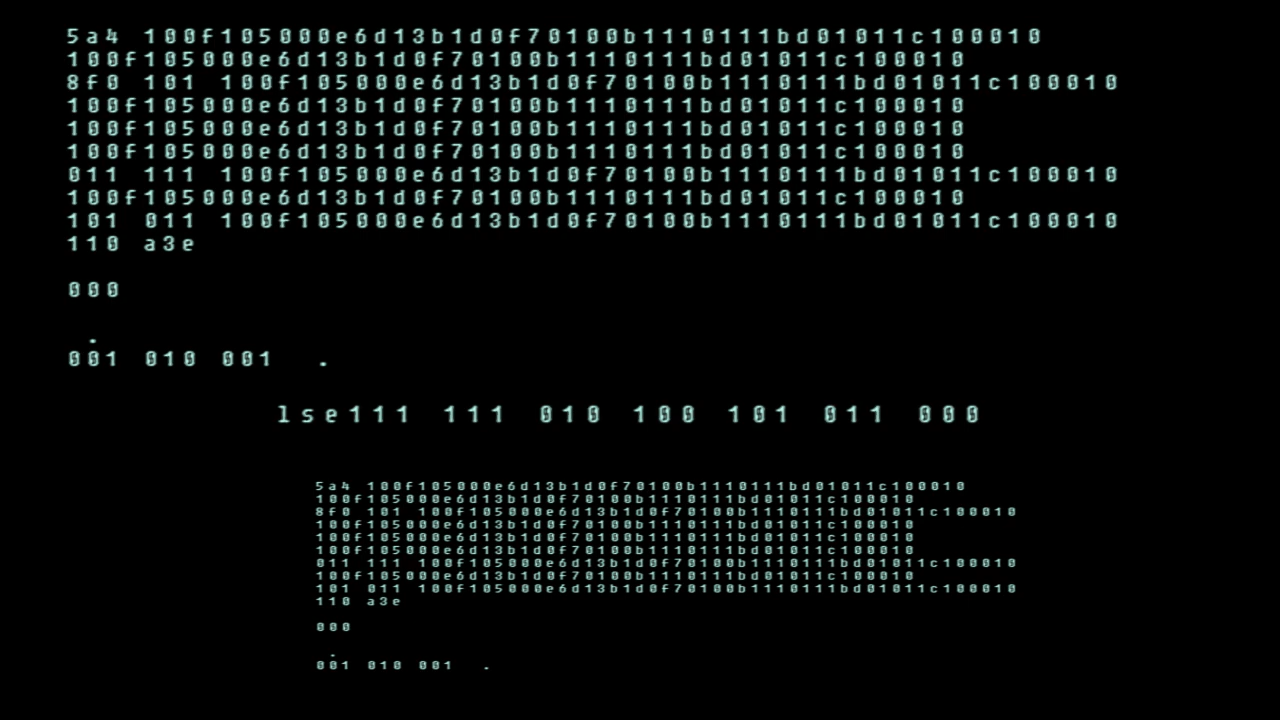 5a4 100f105000e6d13b1d0f70100b1110111bd01011c100010
100f105000e6d13b1d0f70100b1110111bd01011c100010
8f0 101 100f105000e6d13b1d0f70100b1110111bd01011c100010
100f105000e6d13b1d0f70100b1110111bd01011c100010
100f105000e6d13b1d0f70100b1110111bd01011c100010
100f105000e6d13b1d0f70100b1110111bd01011c100010
011 111 100f105000e6d13b1d0f70100b1110111bd01011c100010
100f105000e6d13b1d0f70100b1110111bd01011c100010
101 011 100f105000e6d13b1d0f70100b1110111bd01011c100010
110 a3e
000
.
001 010 001 .
lse111 111 010 100 101 011 000
5a4 100f105000e6d13b1d0f70100b1110111bd01011c100010
100f105000e6d13b1d0f70100b1110111bd01011c100010
8f0 101 100f105000e6d13b1d0f70100b1110111bd01011c100010
100f105000e6d13b1d0f70100b1110111bd01011c100010
100f105000e6d13b1d0f70100b1110111bd01011c100010
100f105000e6d13b1d0f70100b1110111bd01011c100010
011 111 100f105000e6d13b1d0f70100b1110111bd01011c100010
100f105000e6d13b1d0f70100b1110111bd01011c100010
101 011 100f105000e6d13b1d0f70100b1110111bd01011c100010
110 a3e
000
.
001 010 001 .